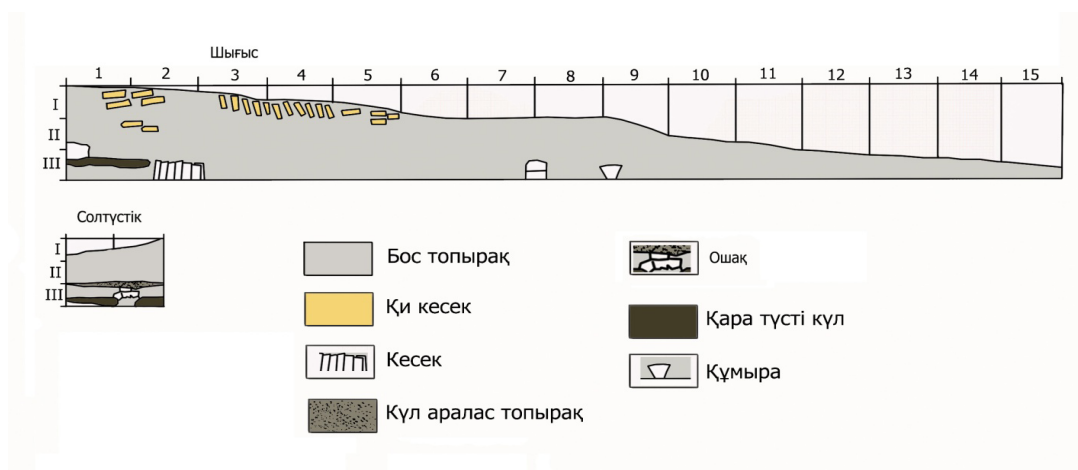 Шығыс
1 2 3 4 5 6 7 8 9 10 11 12 13 14 15
I
II
III
Солтүстік
I
II
III
Бос топырақ
Қи кесек
Кесек
Күл аралас топырақ
Ошақ
Қара түсті күл
Құмыра